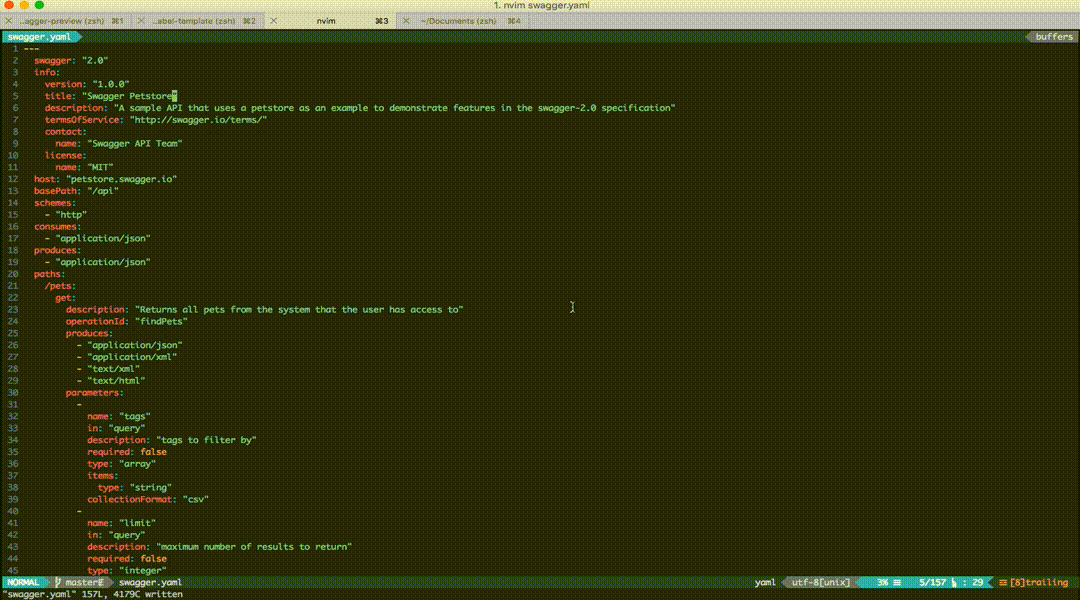 1. nvim swagger.yaml
..agger-preview (zsh) ⌘1 ..abel-template (zsh) ⌘2 nvim ⌘3 ~/Documents (zsh) ⌘4
swagger.yaml buffers
1 ---
2 swagger: "2.0"
3 info:
4 version: "1.0.0"
5 title: "Swagger Petstore"
6 description: "A sample API that uses a petstore as an example to demonstrate features in the swagger-2.0 specification"
7 termsOfService: "http://swagger.io/terms/"
8 contact:
9 name: "Swagger API Team"
10 license:
11 name: "MIT"
12 host: "petstore.swagger.io"
13 basePath: "/api"
14 schemes:
15 - "http"
16 consumes:
17 - "application/json"
18 produces:
19 - "application/json"
20 paths:
21 /pets:
22 get:
23 description: "Returns all pets from the system that the user has access to"
24 operationId: "findPets"
25 produces:
26 - "application/json"
27 - "application/xml"
28 - "text/xml"
29 - "text/html"
30 parameters:
31 -
32 name: "tags"
33 in: "query"
34 description: "tags to filter by"
35 required: false
36 type: "array"
37 items:
38 type: "string"
39 collectionFormat: "csv"
40 -
41 name: "limit"
42 in: "query"
43 description: "maximum number of results to return"
44 required: false
45 type: "integer"
NORMAL master swagger.yaml yaml utf-8[unix] 3% ☰ 5/157 : 29 [8]trailing
"swagger.yaml" 157L, 4179C written